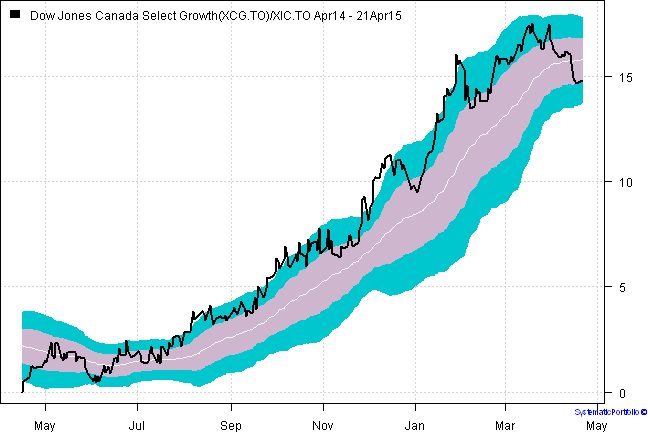 Dow Jones Canada Select Growth(XCG.TO)/XIC.TO Apr14 - 21Apr15
15
10
5
0
May Jul Sep Nov Jan Mar May
SystematicPortfolio ©